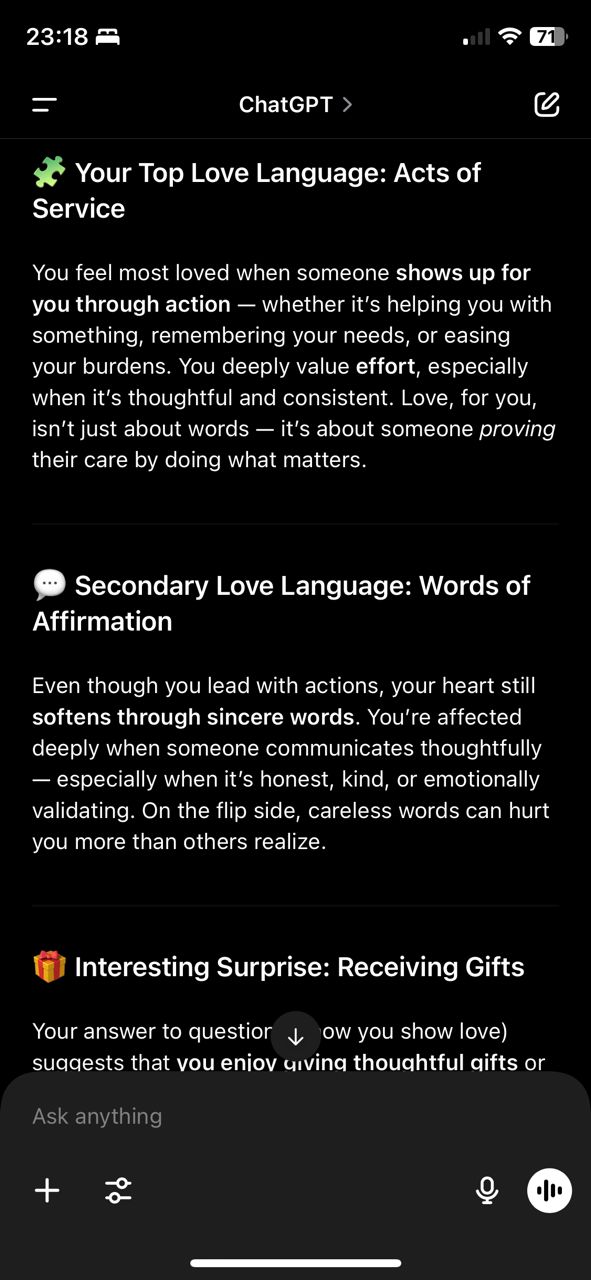 23:18
71
ChatGPT
Your Top Love Language: Acts of
Service
You feel most loved when someone shows up for
you through action — whether it’s helping you with
something, remembering your needs, or easing
your burdens. You deeply value effort, especially
when it’s thoughtful and consistent. Love, for you,
isn’t just about words — it’s about someone proving
their care by doing what matters.
Secondary Love Language: Words of
Affirmation
Even though you lead with actions, your heart still
softens through sincere words. You’re affected
deeply when someone communicates thoughtfully
— especially when it’s honest, kind, or emotionally
validating. On the flip side, careless words can hurt
you more than others realize.
Interesting Surprise: Receiving Gifts
Your answer to question you show love)
suggests that you enjoy giving thoughtful gifts or
Ask anything